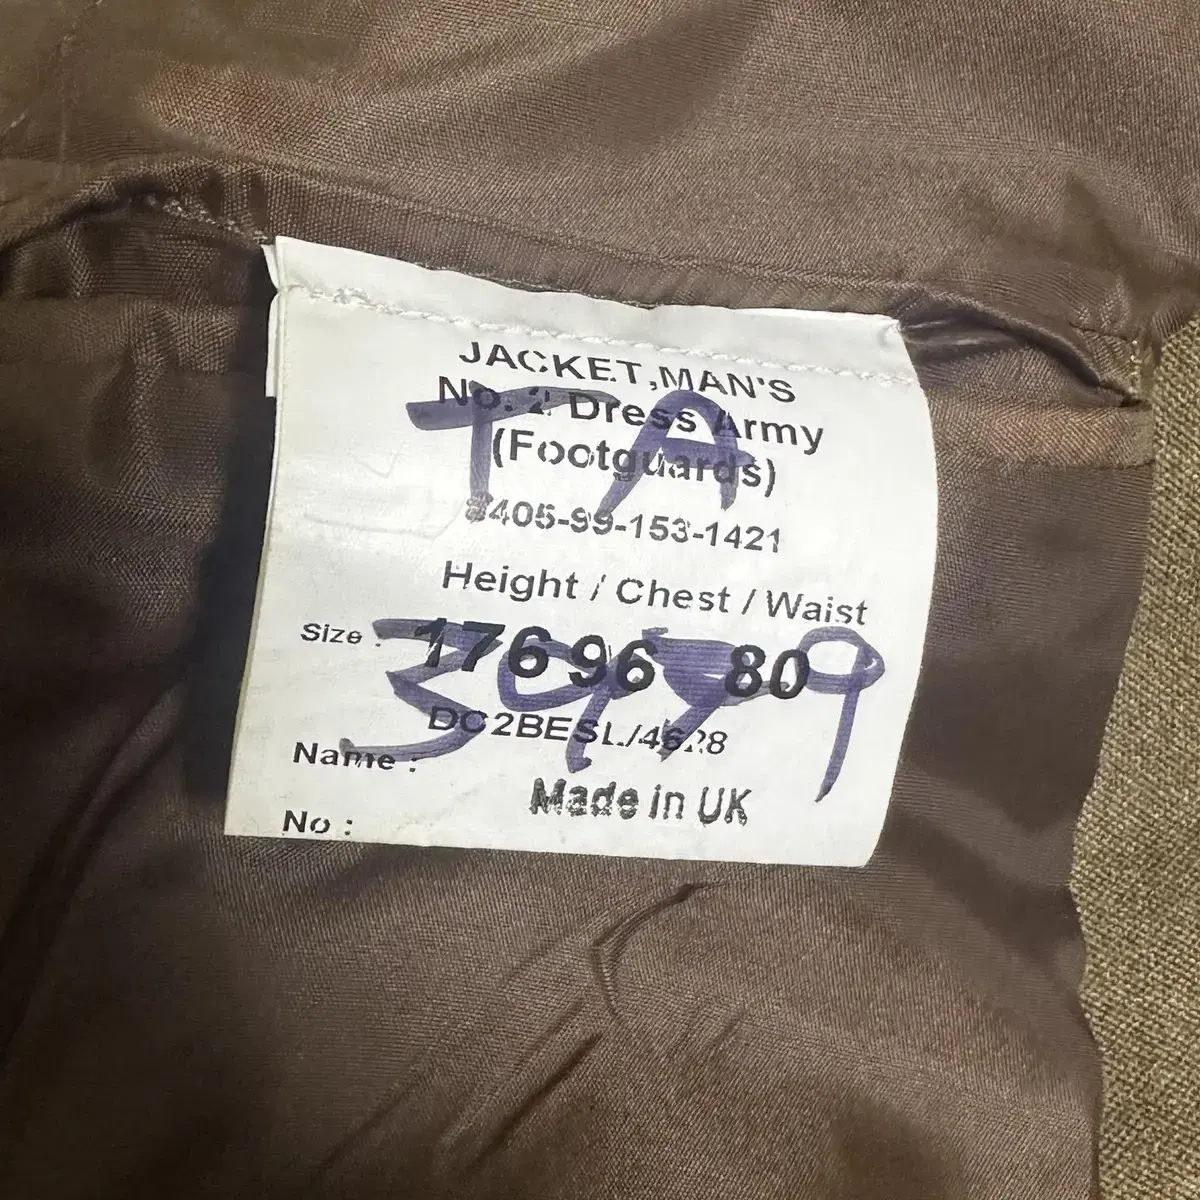 JACKET,MAN'S
No. 2 Dress Army
(Footguards)
8405-99-153-1421
Height / Chest / Waist
Size : 176 96 80
DC2BESL/4628
Name :
Made in UK
No :
TA